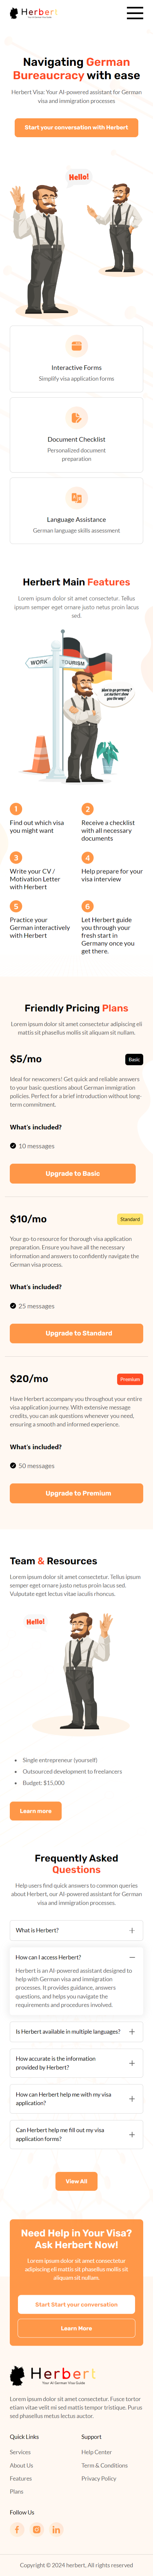 Herbert
Navigating German
Bureaucracy with ease
Herbert Visa: Your AI-powered assistant for German
visa and immigration processes
Start your conversation with Herbert
Hello!
Interactive Forms
Simplify visa application forms
Document Checklist
Personalized document
preparation
Language Assistance
German language skills assessment
Herbert Main Features
Lorem ipsum dolor sit amet consectetur. Tellus
ipsum semper eget ornare justo netus proin lacus
sed.
WORK
TOURISM
1
Find out which visa
you might want
2
Receive a checklist
with all necessary
documents
3
Write your CV /
Motivation Letter
with Herbert
4
Help prepare for your
visa interview
5
Practice your
German interactively
with Herbert
6
Let Herbert guide
you through your
fresh start in
Germany once you
get there.
Friendly Pricing Plans
Lorem ipsum dolor sit amet consectetur adipiscing eli
mattis sit phasellus mollis sit aliquam sit nullam.
$5/mo
Basic
Ideal for newcomers! Get quick and reliable answers
to your basic questions about German immigration
policies. Perfect for a brief introduction without long-
term commitment.
What's included?
10 messages
Upgrade to Basic
$10/mo
Standard
Your go-to resource for thorough visa application
preparation. Ensure you have all the necessary
information and answers to confidently navigate the
German visa process.
What's included?
25 messages
Upgrade to Standard
$20/mo
Premium
Have Herbert accompany you throughout your entire
visa application journey. With extensive message
credits, you can ask questions whenever you need,
ensuring a smooth and informed experience.
What's included?
50 messages
Upgrade to Premium
Team & Resources
Lorem ipsum dolor sit amet consectetur. Tellus ipsum
semper eget ornare justo netus proin lacus sed.
Vulputate eget lectus vitae iaculis rhoncus.
Hello!
Single entrepreneur (yourself)
Outsourced development to freelancers
Budget: $15,000
Learn more
Frequently Asked
Questions
Help users find quick answers to common queries
about Herbert, our AI-powered assistant for German
visa and immigration processes.
What is Herbert?
How can I access Herbert?
Herbert is an AI-powered assistant designed to
help with German visa and immigration
processes. It provides guidance, answers
questions, and helps you navigate the
requirements and procedures involved.
Is Herbert available in multiple languages?
How accurate is the information
provided by Herbert?
How can Herbert help me with my visa
application?
Can Herbert help me fill out my visa
application forms?
View All
Need Help in Your Visa?
Ask Herbert Now!
Lorem ipsum dolor sit amet consectetur
adipiscing eli mattis sit phasellus mollis sit
aliquam sit nullam.
Start Start your conversation
Learn More
Herbert
Your AI German Visa Guide
Lorem ipsum dolor sit amet consectetur. Fusce tortor
etiam vitae velit mi sed mattis tempor tristique. Purus
sed phasellus metus lectus auctor.
Quick Links
Services
About Us
Features
Plans
Support
Help Center
Term & Conditions
Privacy Policy
Follow Us
Copyright © 2024 herbert, All rights reserved